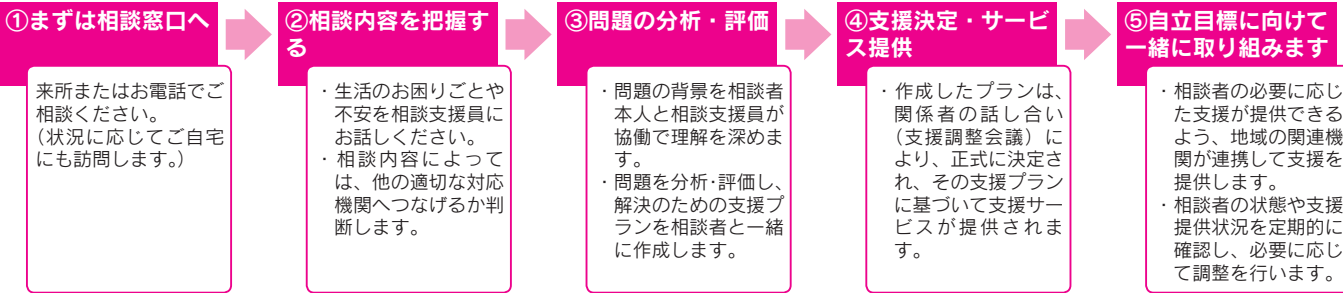 ①まずは相談窓口へ
来所またはお電話でご
相談ください。
（状況に応じてご自宅
にも訪問します。）
②相談内容を把握す
る
・生活のお困りごとや
不安を相談支援員に
お話しください。
・相談内容によって
は、他の適切な対応
機関へつなげるか判
断します。
③問題の分析・評価
・問題の背景を相談者
本人と相談支援員が
協働で理解を深めま
す。
・問題を分析・評価し、
解決のための支援プ
ランを相談者と一緒
に作成します。
④支援決定・サービ
ス提供
・作成したプランは、
関係者の話し合い
（支援調整会議）に
より、正式に決定さ
れ、その支援プラン
に基づいて支援サー
ビスが提供されま
す。
⑤自立目標に向けて
一緒に取り組みます
・相談者の必要に応じ
た支援が提供できる
よう、地域の関連機
関が連携して支援を
提供します。
・相談者の状態や支援
提供状況を定期的に
確認し、必要に応じ
て調整を行います。